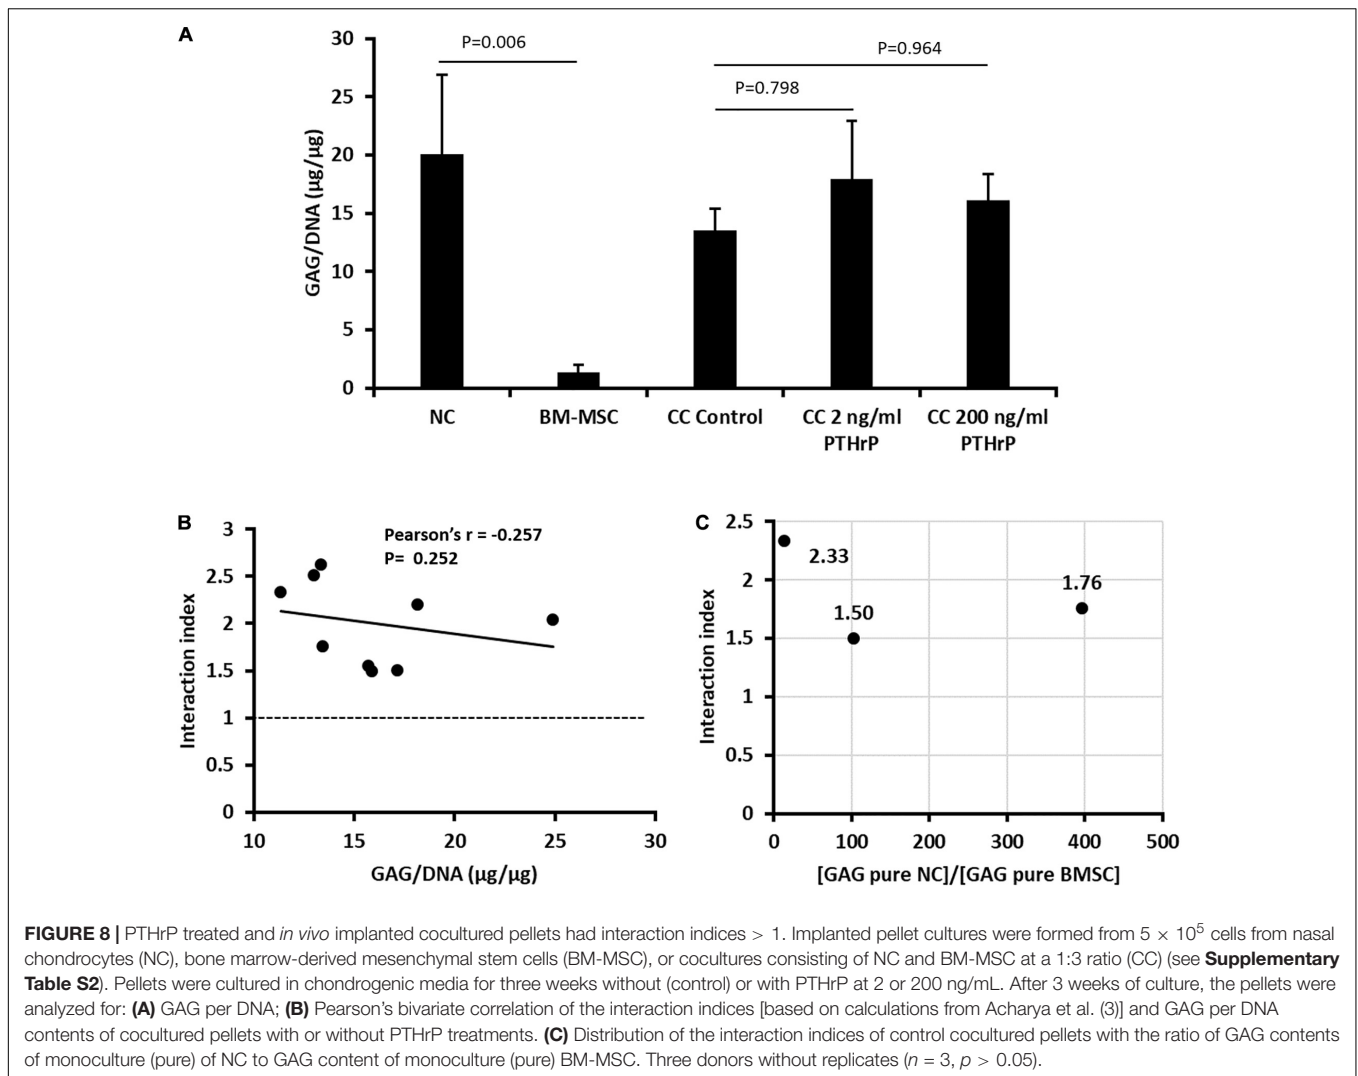 A
P=0.006
P=0.964
P=0.798
GAG/DNA (µg/µg)
30
25
20
15
10
5
0
NC
BM-MSC
CC Control
CC 2 ng/ml
PTHrP
CC 200 ng/ml
PTHrP
B
Pearson's r = -0.257
P= 0.252
Interaction index
3
2.5
2
1.5
1
0.5
0
10
15
20
25
30
GAG/DNA (µg/µg)
C
Interaction index
2.5
2
1.5
1
0.5
0
2.33
1.50
1.76
0
100
200
300
400
500
[GAG pure NC]/[GAG pure BMSC]
FIGURE 8 | PTHrP treated and in vivo implanted cocultured pellets had interaction indices > 1. Implanted pellet cultures were formed from 5 × 10⁵ cells from nasal
chondrocytes (NC), bone marrow-derived mesenchymal stem cells (BM-MSC), or cocultures consisting of NC and BM-MSC at a 1:3 ratio (CC) (see Supplementary
Table S2). Pellets were cultured in chondrogenic media for three weeks without (control) or with PTHrP at 2 or 200 ng/mL. After 3 weeks of culture, the pellets were
analyzed for: (A) GAG per DNA; (B) Pearson's bivariate correlation of the interaction indices [based on calculations from Acharya et al. (3)] and GAG per DNA
contents of cocultured pellets with or without PTHrP treatments. (C) Distribution of the interaction indices of control cocultured pellets with the ratio of GAG contents
of monoculture (pure) of NC to GAG content of monoculture (pure) BM-MSC. Three donors without replicates (n = 3, p > 0.05).